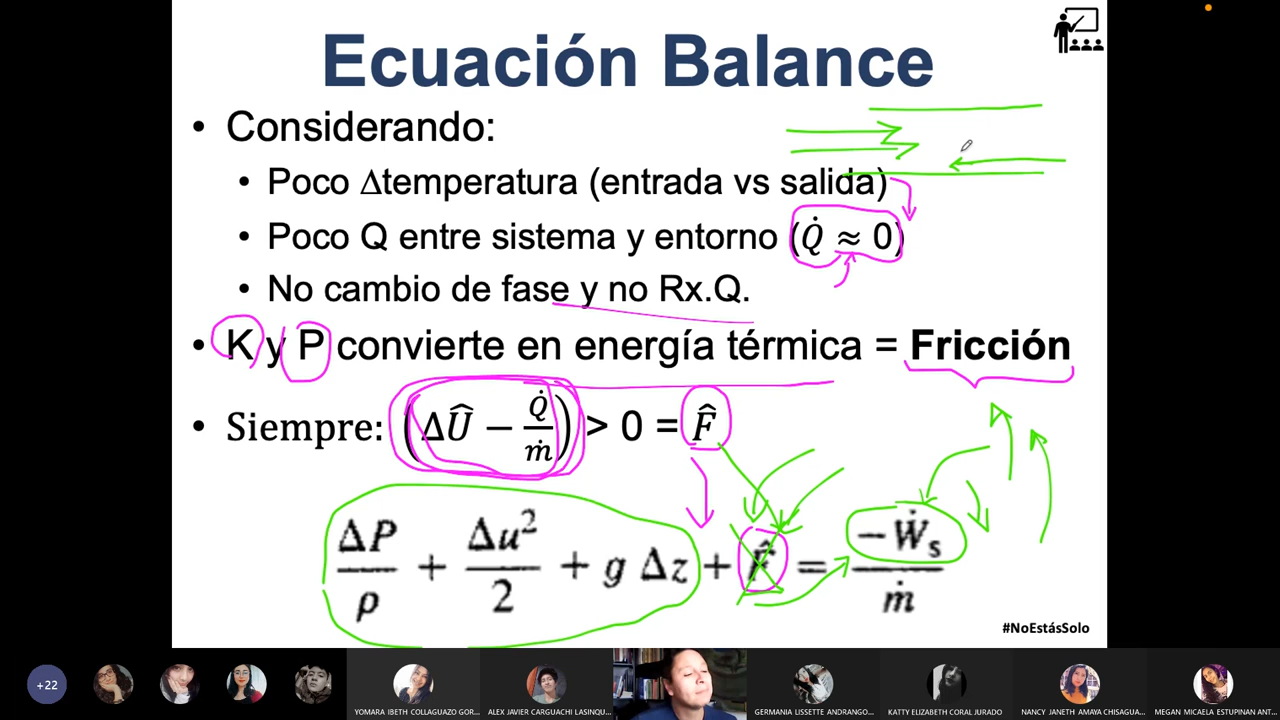 Ecuación Balance
• Considerando:
• Poco Δtemperatura (entrada vs salida)
• Poco Q entre sistema y entorno (Q̇ ≈ 0)
• No cambio de fase y no Rx.Q.
• K y P convierte en energía térmica = Fricción
• Siempre: (ΔÛ − Q̇/ṁ) > 0 = F̂
ΔP/ρ + Δu²/2 + g Δz + F̂ = −Ẇs/ṁ
#NoEstásSolo
+22
YOMARA IBETH COLLAGUAZO GOR...
ALEX JAVIER CARGUACHI LASINQU...
GERMANIA LISSETTE ANDRANGO...
KATTY ELIZABETH CORAL JURADO
NANCY JANETH AMAYA CHISAGUA...
MEGAN MICAELA ESTUPINAN ANT...